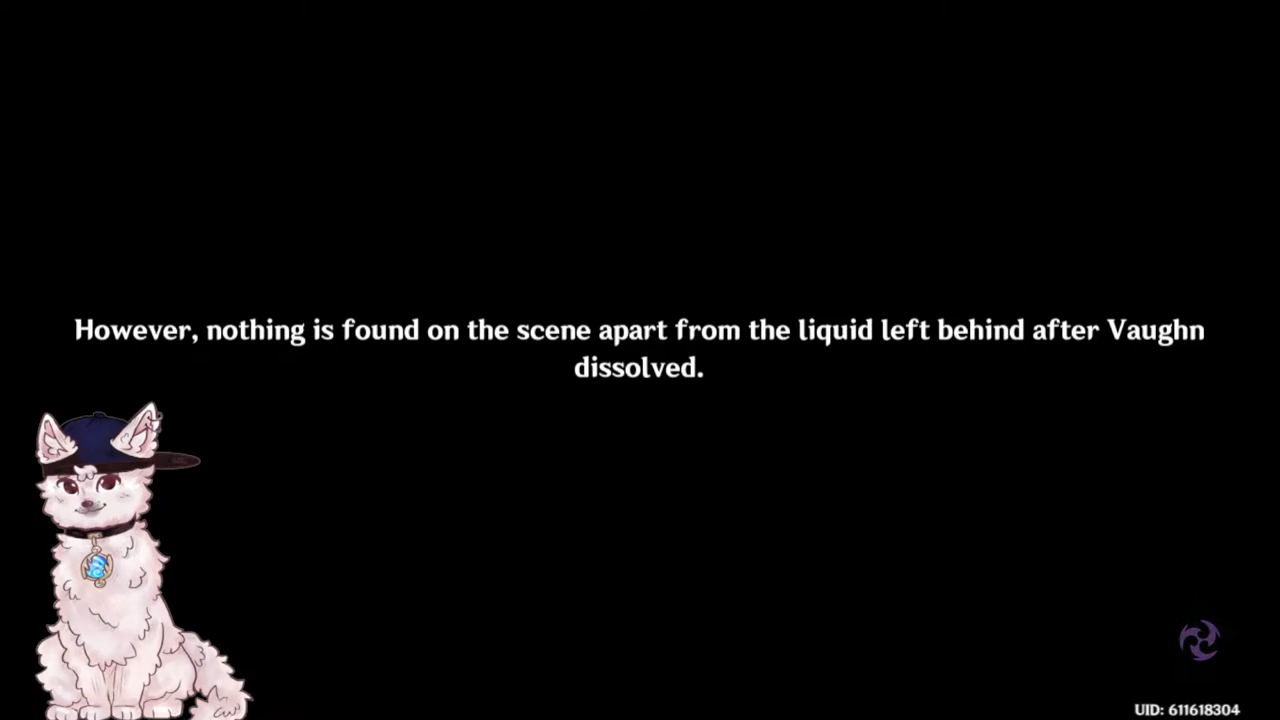 However, nothing is found on the scene apart from the liquid left behind after Vaughn
dissolved.
UID: 611618304